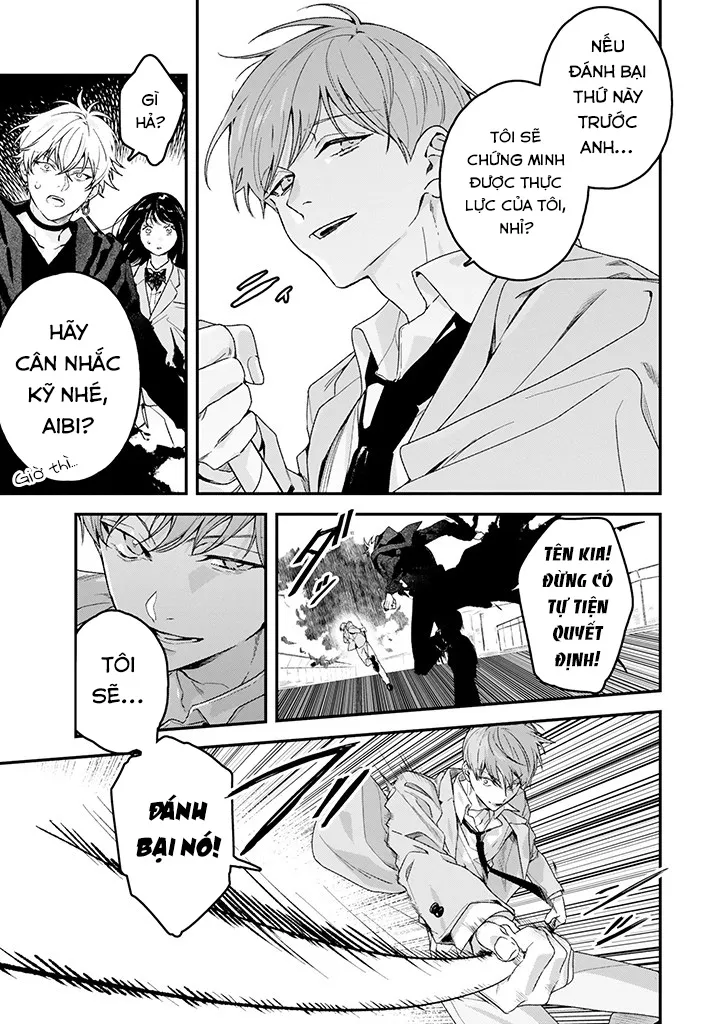 NẾU
ĐÁNH BẠI
THỨ NÀY
TRƯỚC
ANH...
TÔI SẼ
CHỨNG MINH
ĐƯỢC THỰC
LỰC CỦA TÔI,
NHỈ?
GÌ
HẢ?
HÃY
CÂN NHẮC
KỸ NHÉ,
AIBI?
Giờ thì...
TÊN KIA!
ĐỪNG CÓ
TỰ TIỆN
QUYẾT
ĐỊNH!
TÔI
SẼ...
ĐÁNH
BẠI NÓ!